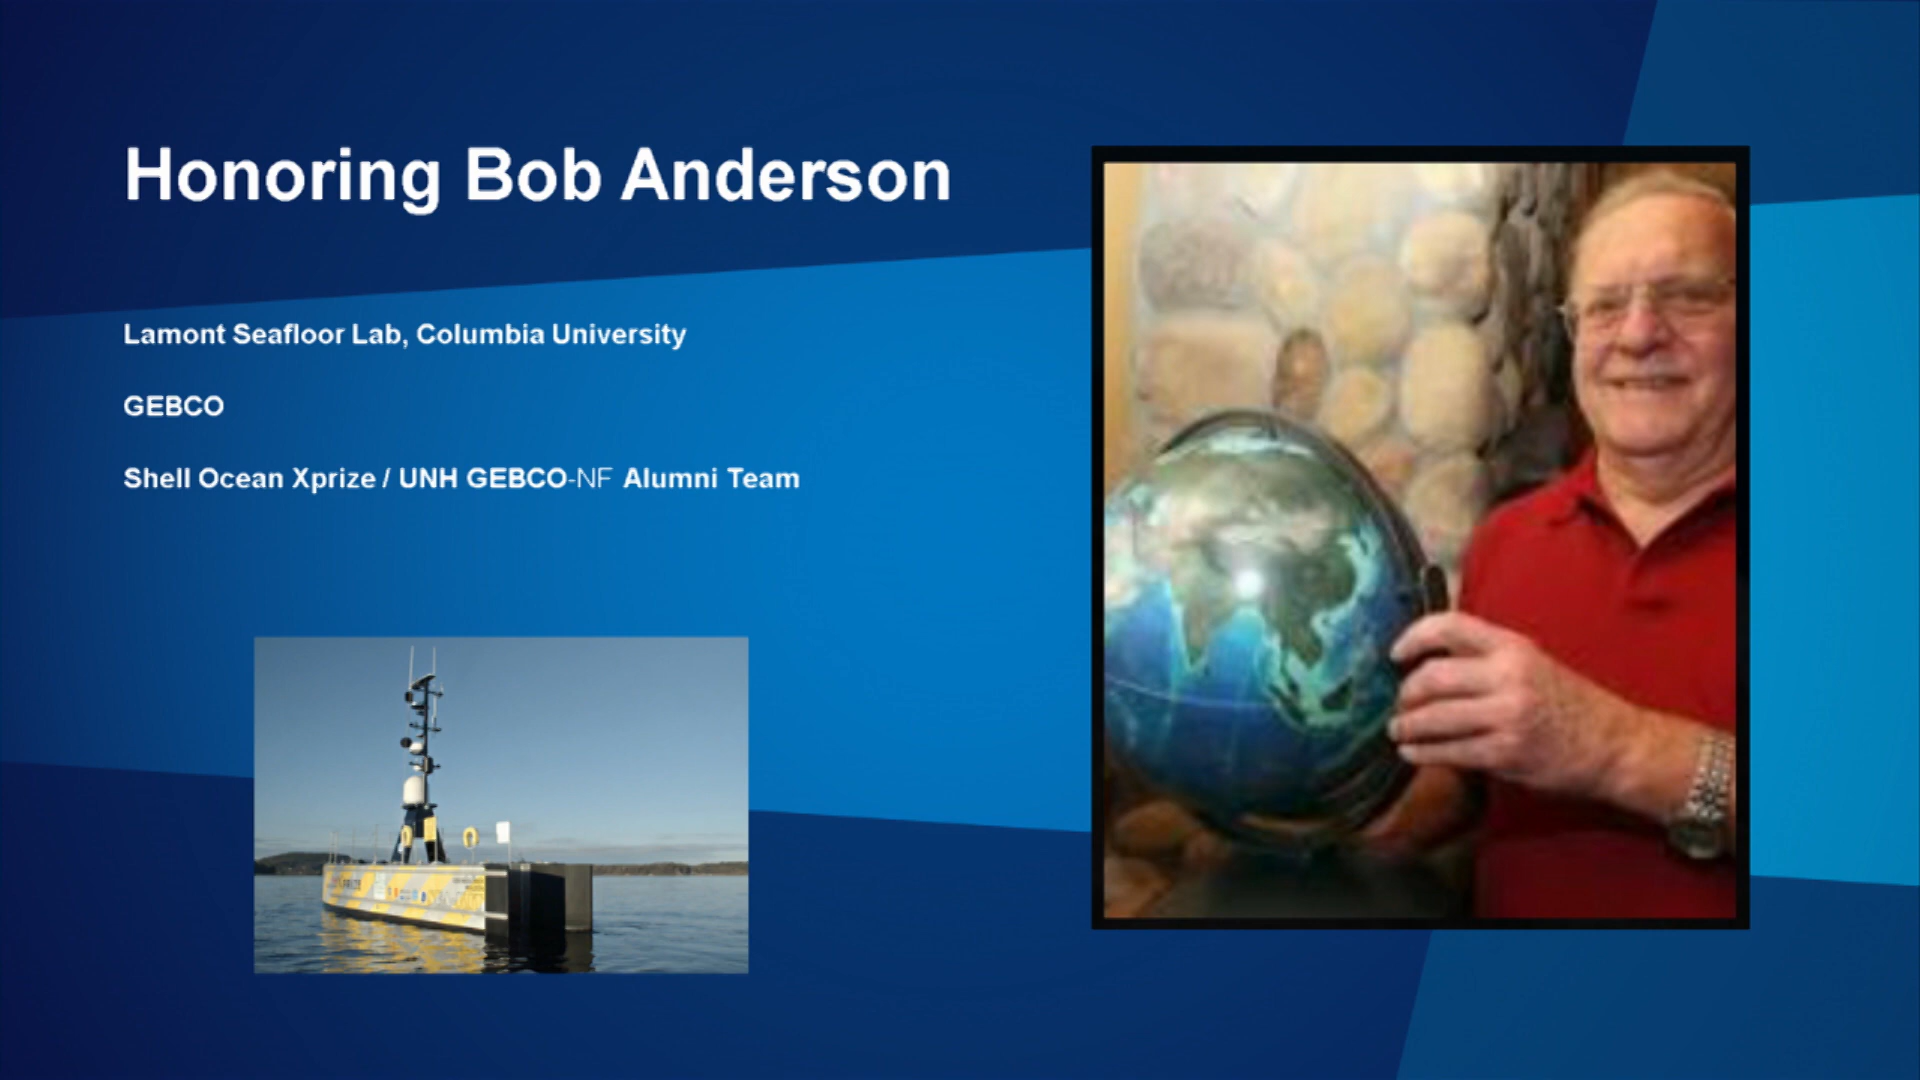 Honoring Bob Anderson
Lamont Seafloor Lab, Columbia University
GEBCO
Shell Ocean Xprize / UNH GEBCO-NF Alumni Team